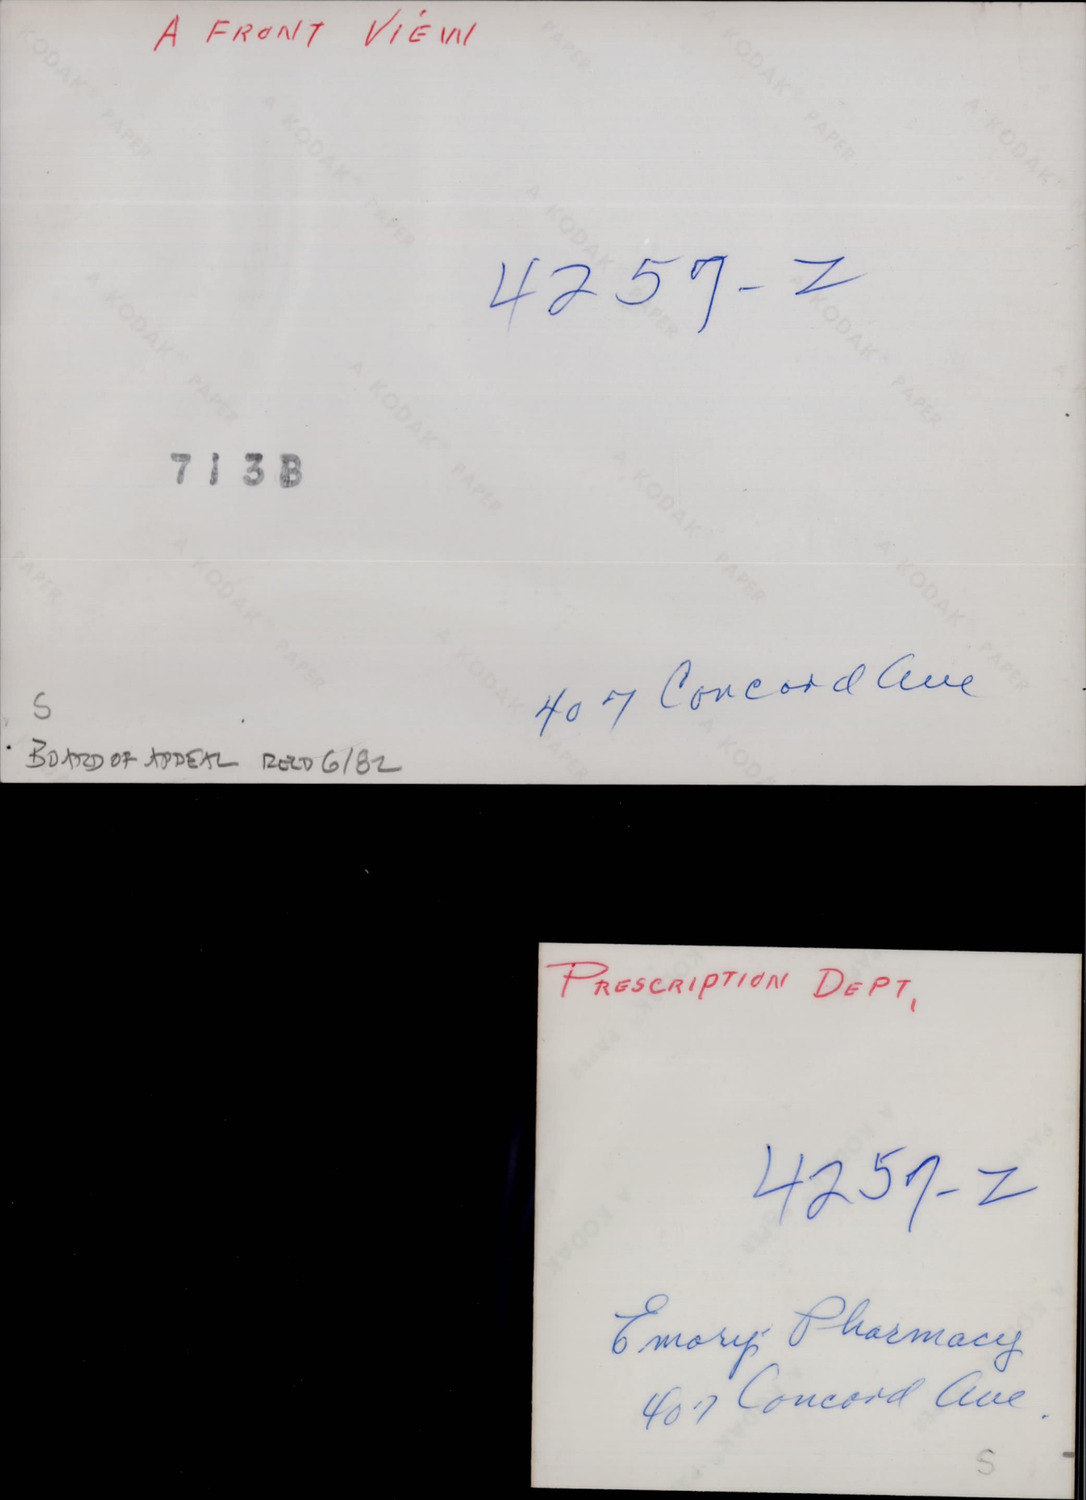 A FRONT VIEW
4257-Z
713B
407 Concord Ave
S
BOARD OF APPEAL REC'D 6/82
PRESCRIPTION DEPT.
4257-Z
Emory Pharmacy
407 Concord Ave.
S